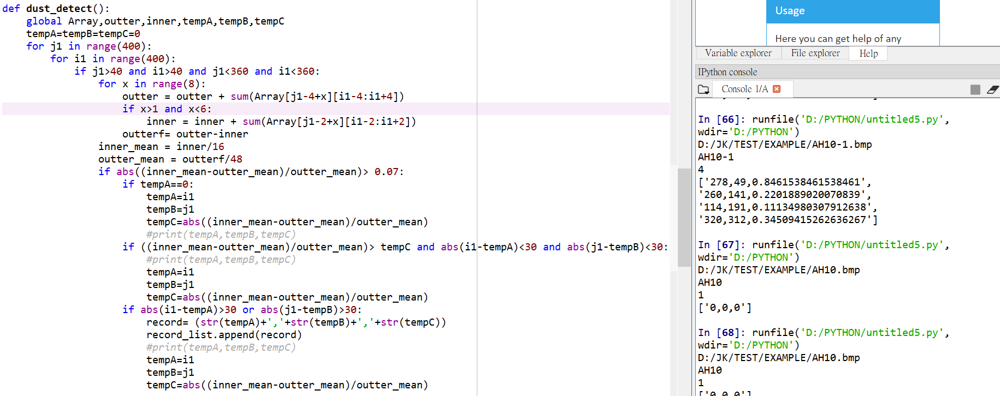 def dust_detect():
global Array,outter,inner,tempA,tempB,tempC
tempA=tempB=tempC=0
for j1 in range(400):
for i1 in range(400):
if j1>40 and i1>40 and j1<360 and i1<360:
for x in range(8):
outter = outter + sum(Array[j1-4+x][i1-4:i1+4])
if x>1 and x<6:
inner = inner + sum(Array[j1-2+x][i1-2:i1+2])
outterf= outter-inner
inner_mean = inner/16
outter_mean = outterf/48
if abs((inner_mean-outter_mean)/outter_mean)> 0.07:
if tempA==0:
tempA=i1
tempB=j1
tempC=abs((inner_mean-outter_mean)/outter_mean)
#print(tempA,tempB,tempC)
if ((inner_mean-outter_mean)/outter_mean)> tempC and abs(i1-tempA)<30 and abs(j1-tempB)<30:
#print(tempA,tempB,tempC)
tempA=i1
tempB=j1
tempC=abs((inner_mean-outter_mean)/outter_mean)
if abs(i1-tempA)>30 or abs(j1-tempB)>30:
record= (str(tempA)+','+str(tempB)+','+str(tempC))
record_list.append(record)
#print(tempA,tempB,tempC)
tempA=i1
tempB=j1
tempC=abs((inner_mean-outter_mean)/outter_mean)
Usage
Here you can get help of any
Variable explorer File explorer Help
IPython console
Console 1/A
In [66]: runfile('D:/PYTHON/untitled5.py',
wdir='D:/PYTHON')
D:/JK/TEST/EXAMPLE/AH10-1.bmp
AH10-1
4
['278,49,0.8461538461538461',
'260,141,0.2201889020070839',
'114,191,0.11134980307912638',
'320,312,0.34509415262636267']
In [67]: runfile('D:/PYTHON/untitled5.py',
wdir='D:/PYTHON')
D:/JK/TEST/EXAMPLE/AH10.bmp
AH10
1
['0,0,0']
In [68]: runfile('D:/PYTHON/untitled5.py',
wdir='D:/PYTHON')
D:/JK/TEST/EXAMPLE/AH10.bmp
AH10
1
['0,0,0']